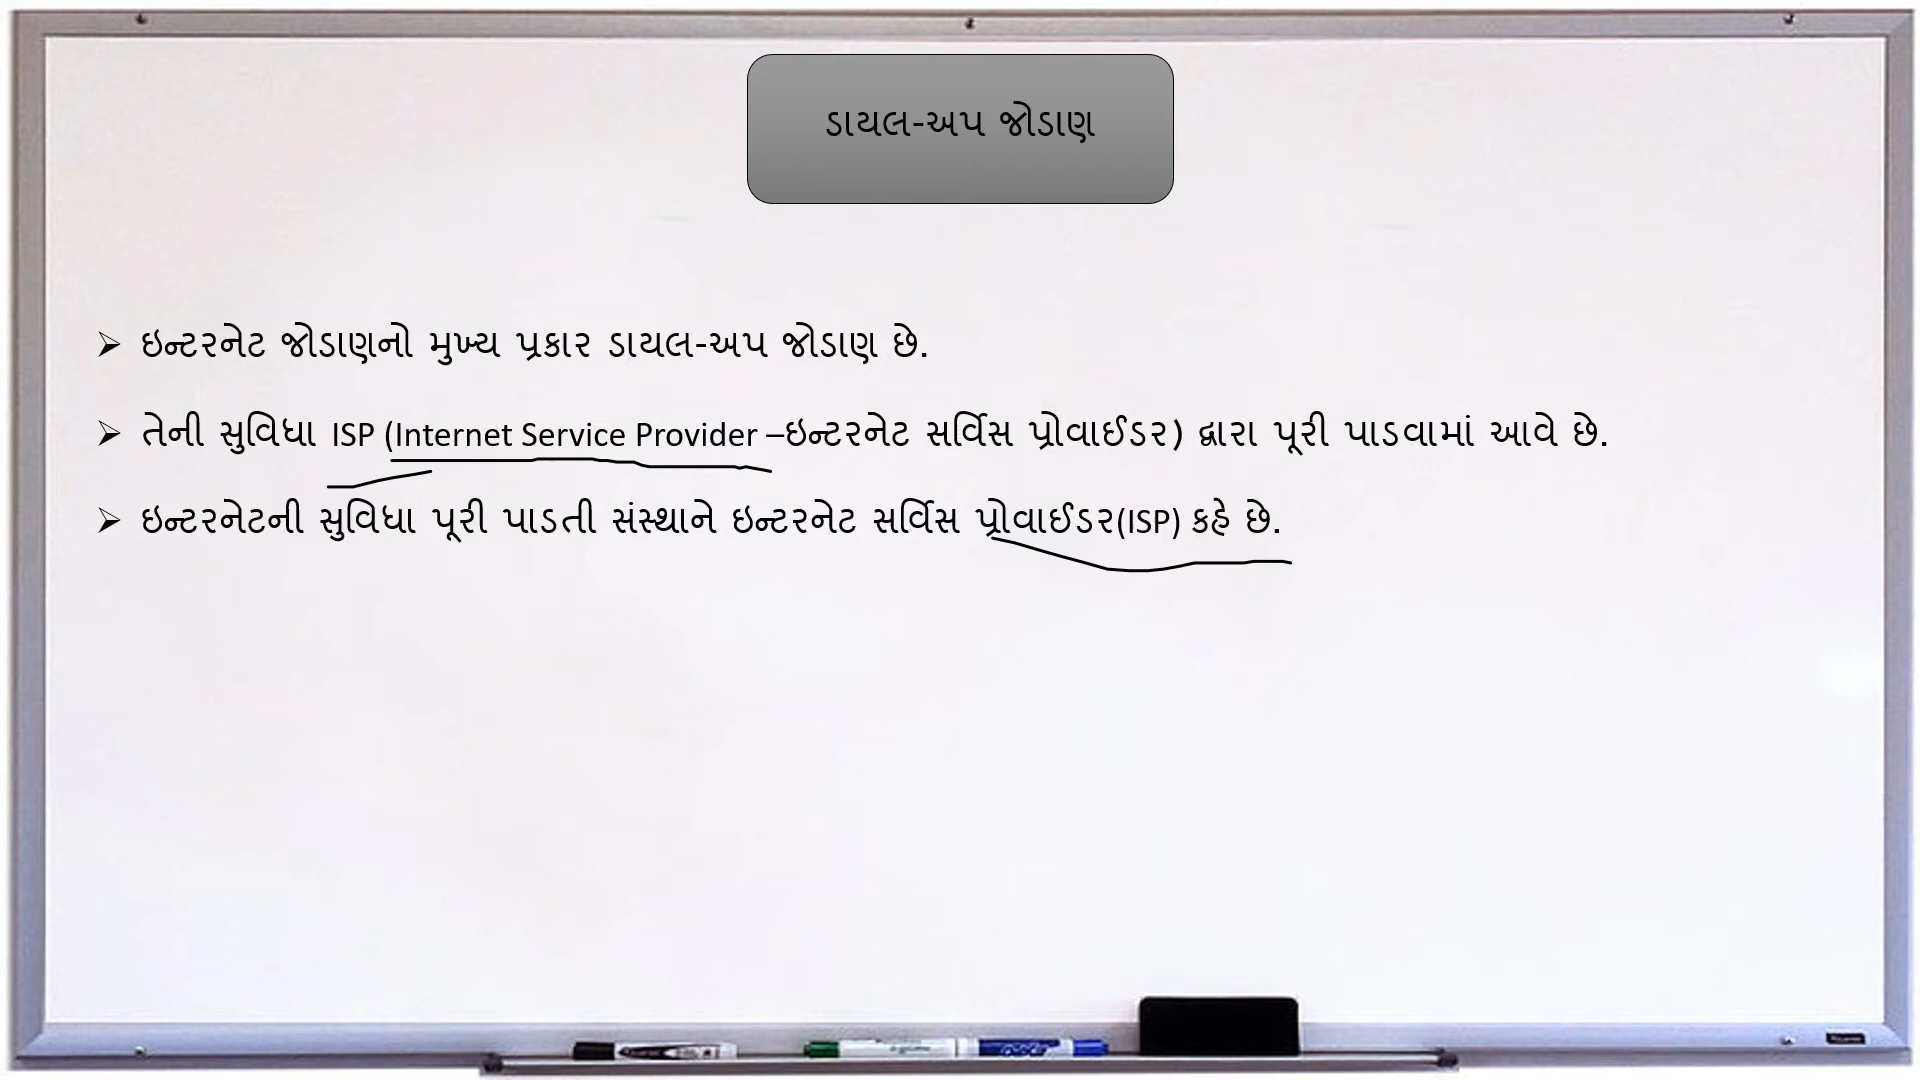 ડાયલ-અપ જોડાણ
➢ ઇન્ટરનેટ જોડાણનો મુખ્ય પ્રકાર ડાયલ-અપ જોડાણ છે.
➢ તેની સુવિધા ISP (Internet Service Provider –ઇન્ટરનેટ સર્વિસ પ્રોવાઈડર) દ્વારા પૂરી પાડવામાં આવે છે.
➢ ઇન્ટરનેટની સુવિધા પૂરી પાડતી સંસ્થાને ઇન્ટરનેટ સર્વિસ પ્રોવાઈડર(ISP) કહે છે.